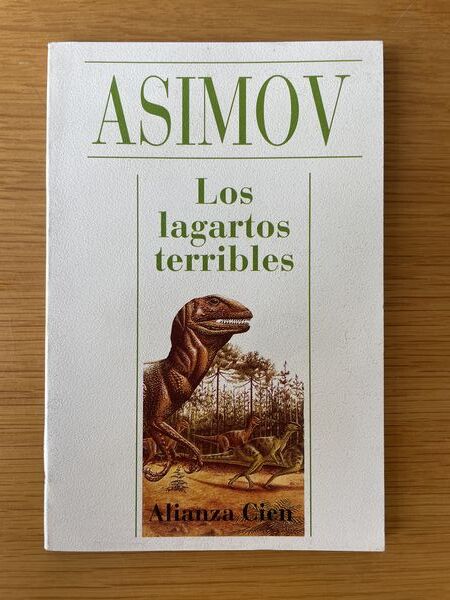 ASIMOV
Los
lagartos
terribles
Alianza Cien